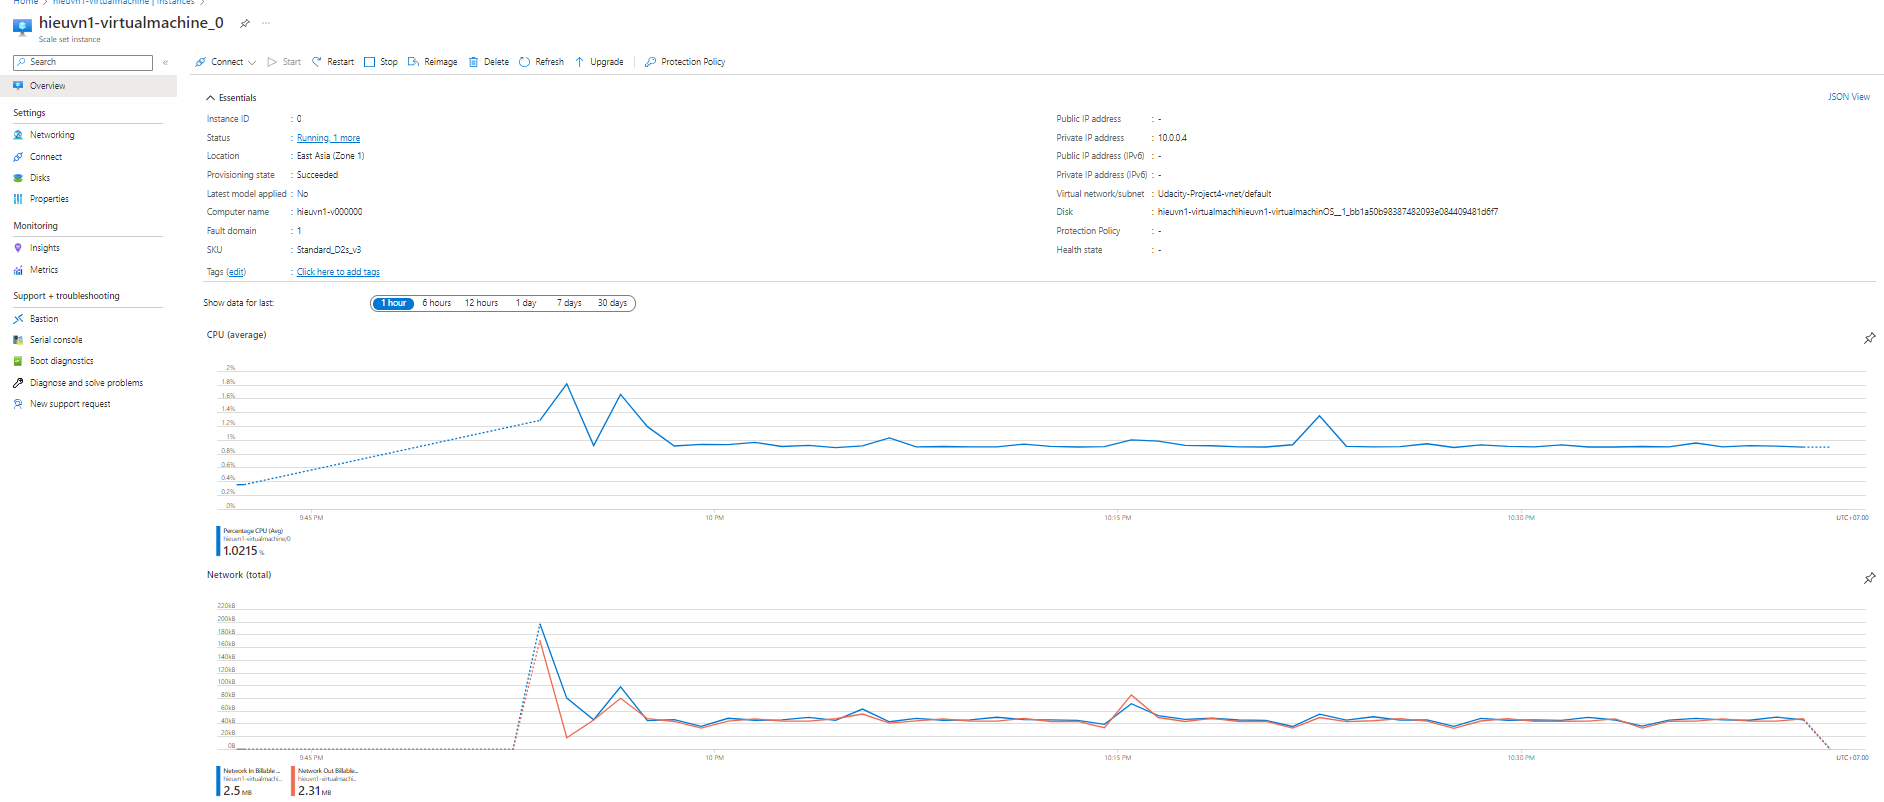 Home > hieuvn1-virtualmachine | Instances >
hieuvn1-virtualmachine_0
Scale set instance
Search
«
Connect
Start
Restart
Stop
Reimage
Delete
Refresh
Upgrade
Protection Policy
Overview
Settings
Networking
Connect
Disks
Properties
Monitoring
Insights
Metrics
Support + troubleshooting
Bastion
Serial console
Boot diagnostics
Diagnose and solve problems
New support request
Essentials
JSON View
Instance ID : 0
Status : Running, 1 more
Location : East Asia (Zone 1)
Provisioning state : Succeeded
Latest model applied : No
Computer name : hieuvn1-v000000
Fault domain : 1
SKU : Standard_D2s_v3
Tags (edit) : Click here to add tags
Public IP address : -
Private IP address : 10.0.0.4
Public IP address (IPv6) : -
Private IP address (IPv6) : -
Virtual network/subnet : Udacity-Project4-vnet/default
Disk : hieuvn1-virtualmachihieuvn1-virtualmachinOS__1_bb1a50b98387482093e084409481d6f7
Protection Policy : -
Health state : -
Show data for last:
1 hour
6 hours
12 hours
1 day
7 days
30 days
CPU (average)
2%
1.8%
1.6%
1.4%
1.2%
1%
0.8%
0.6%
0.4%
0.2%
0%
9:45 PM
10 PM
10:15 PM
10:30 PM
UTC+07:00
Percentage CPU (Avg)
hieuvn1-virtualmachine/0
1.0215 %
Network (total)
220kB
200kB
180kB
160kB
140kB
120kB
100kB
80kB
60kB
40kB
20kB
0B
9:45 PM
10 PM
10:15 PM
10:30 PM
UTC+07:00
Network In Billable ...
hieuvn1-virtualmachi...
2.5 MB
Network Out Billable...
hieuvn1-virtualmachi...
2.31 MB